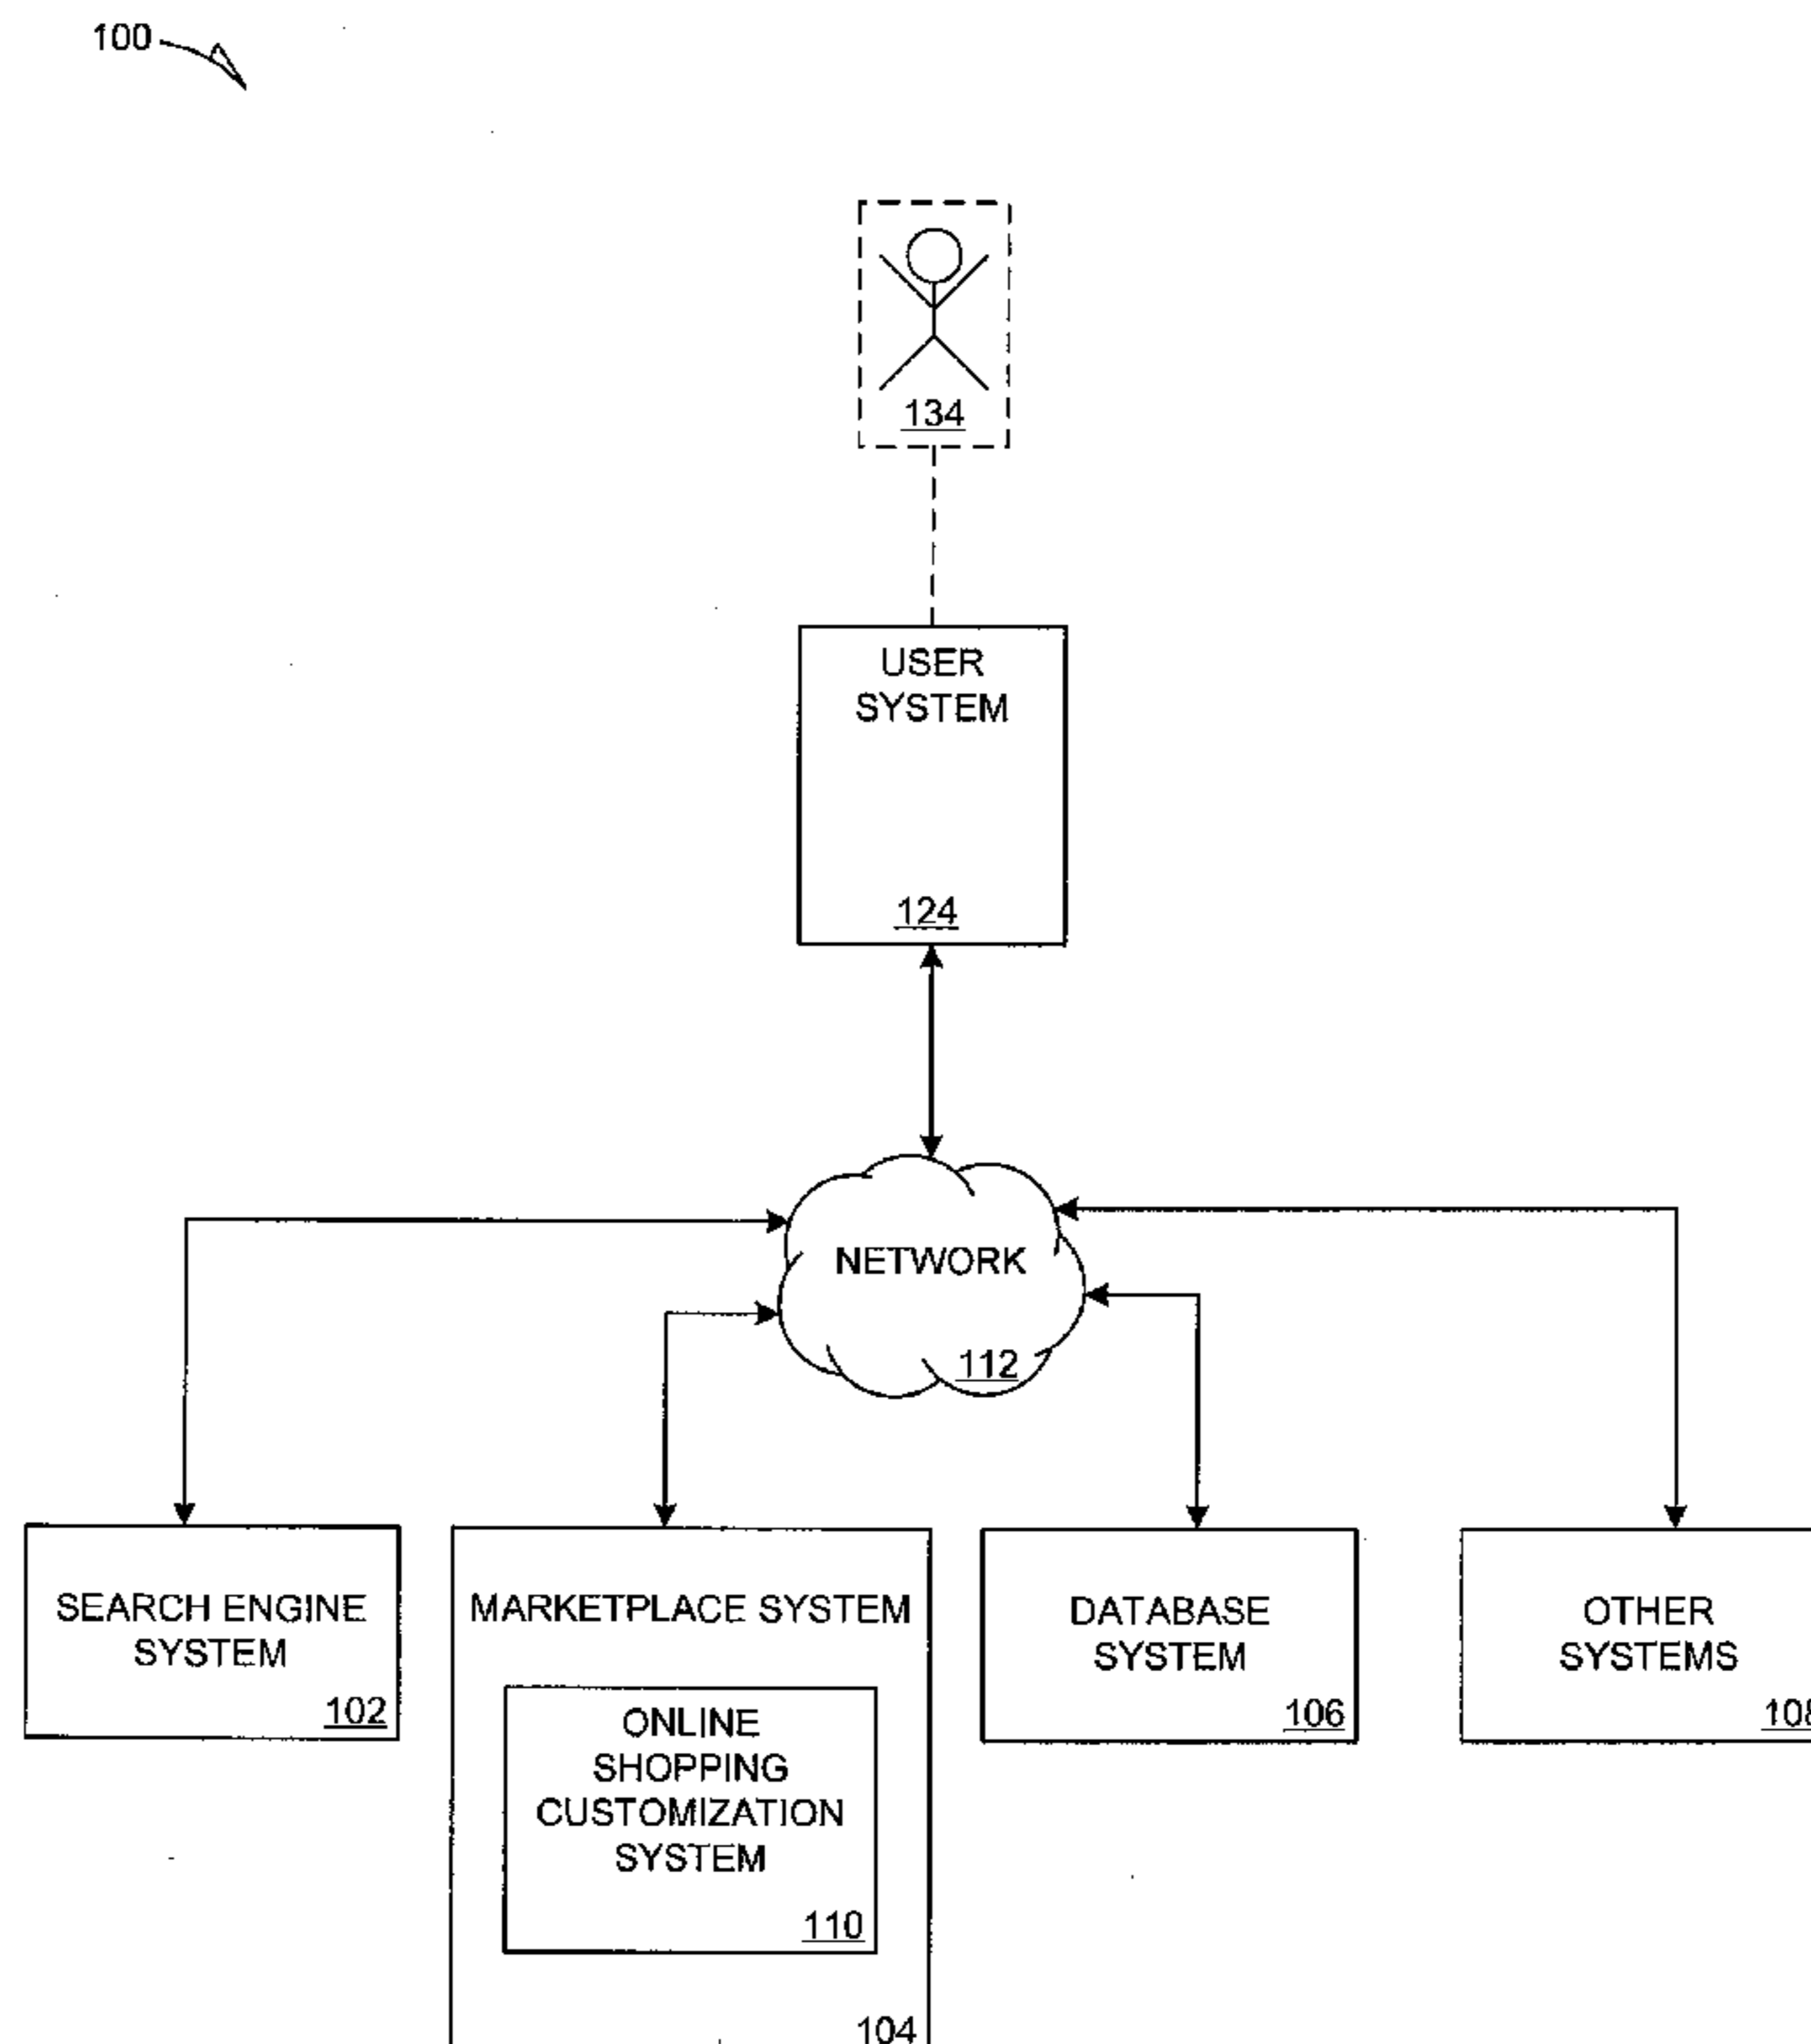 100
134
USER
SYSTEM
124
NETWORK
112
SEARCH ENGINE
SYSTEM
102
MARKETPLACE SYSTEM
ONLINE
SHOPPING
CUSTOMIZATION
SYSTEM
110
104
DATABASE
SYSTEM
106
OTHER
SYSTEMS
108